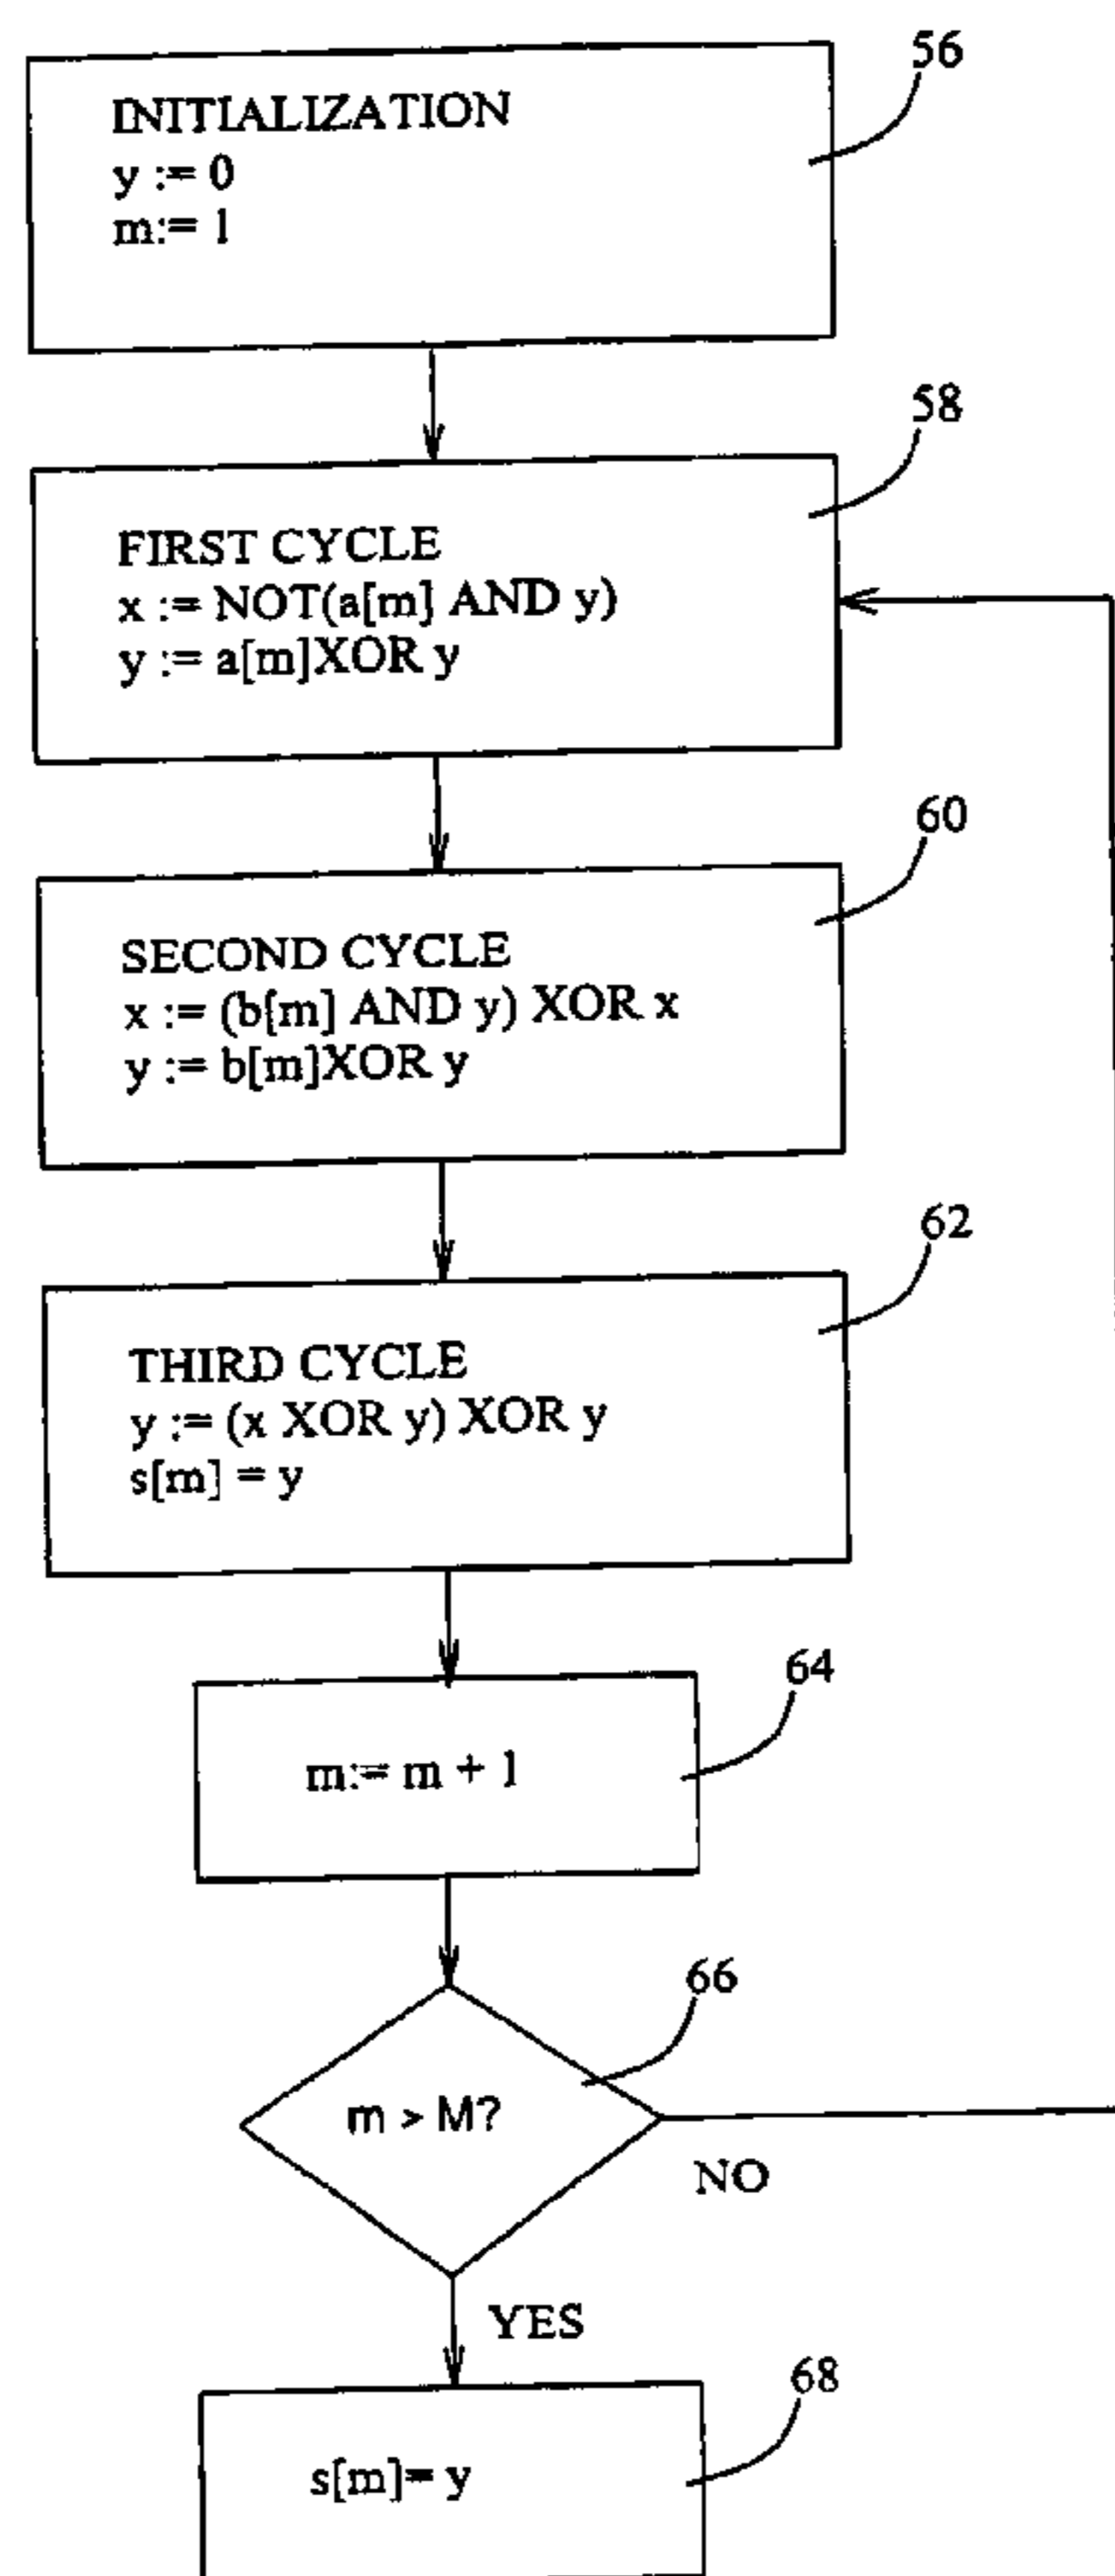 56
INITIALIZATION
y := 0
m:= 1
58
FIRST CYCLE
x := NOT(a[m] AND y)
y := a[m]XOR y
60
SECOND CYCLE
x := (b[m] AND y) XOR x
y := b[m]XOR y
62
THIRD CYCLE
y := (x XOR y) XOR y
s[m] = y
64
m:= m + 1
66
m > M?
NO
YES
68
s[m]= y